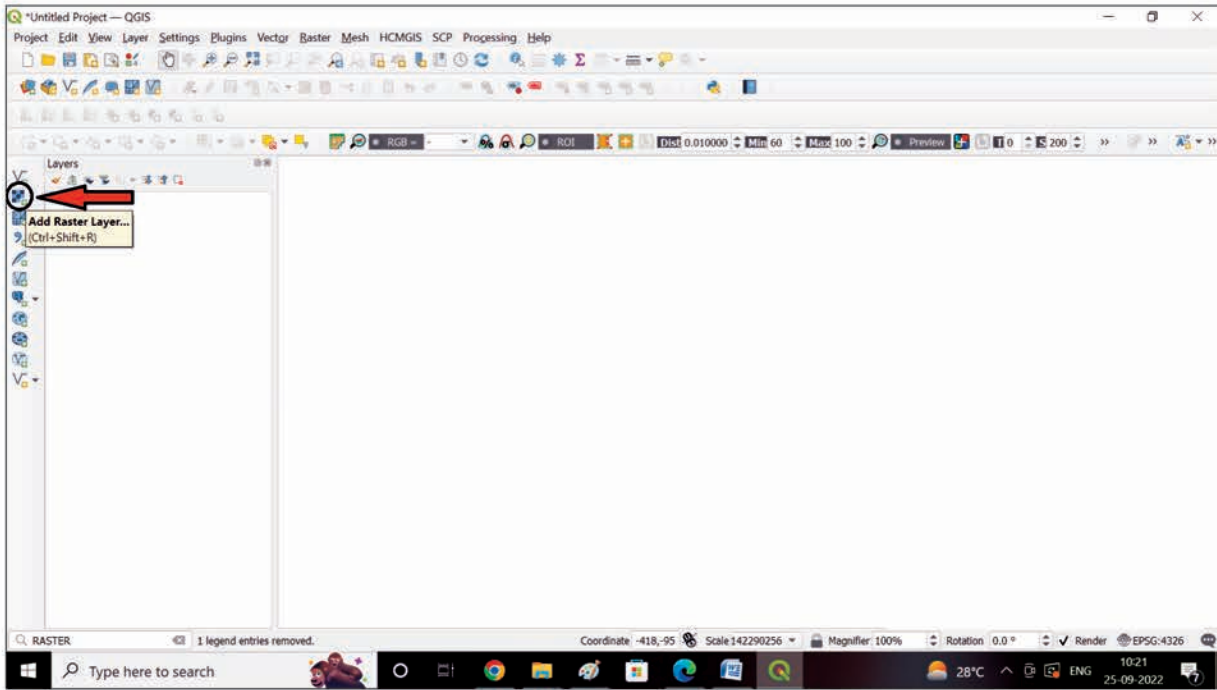 *Untitled Project — QGIS
Project Edit View Layer Settings Plugins Vector Raster Mesh HCMGIS SCP Processing Help
RGB = - ROI Dist 0.010000 Min 60 Max 100 Preview T 0 S 200
Layers
Add Raster Layer...
(Ctrl+Shift+R)
RASTER 1 legend entries removed. Coordinate -418,-95 Scale 142290256 Magnifier 100% Rotation 0.0 ° Render EPSG:4326
Type here to search 28°C ENG 10:21
25-09-2022 7